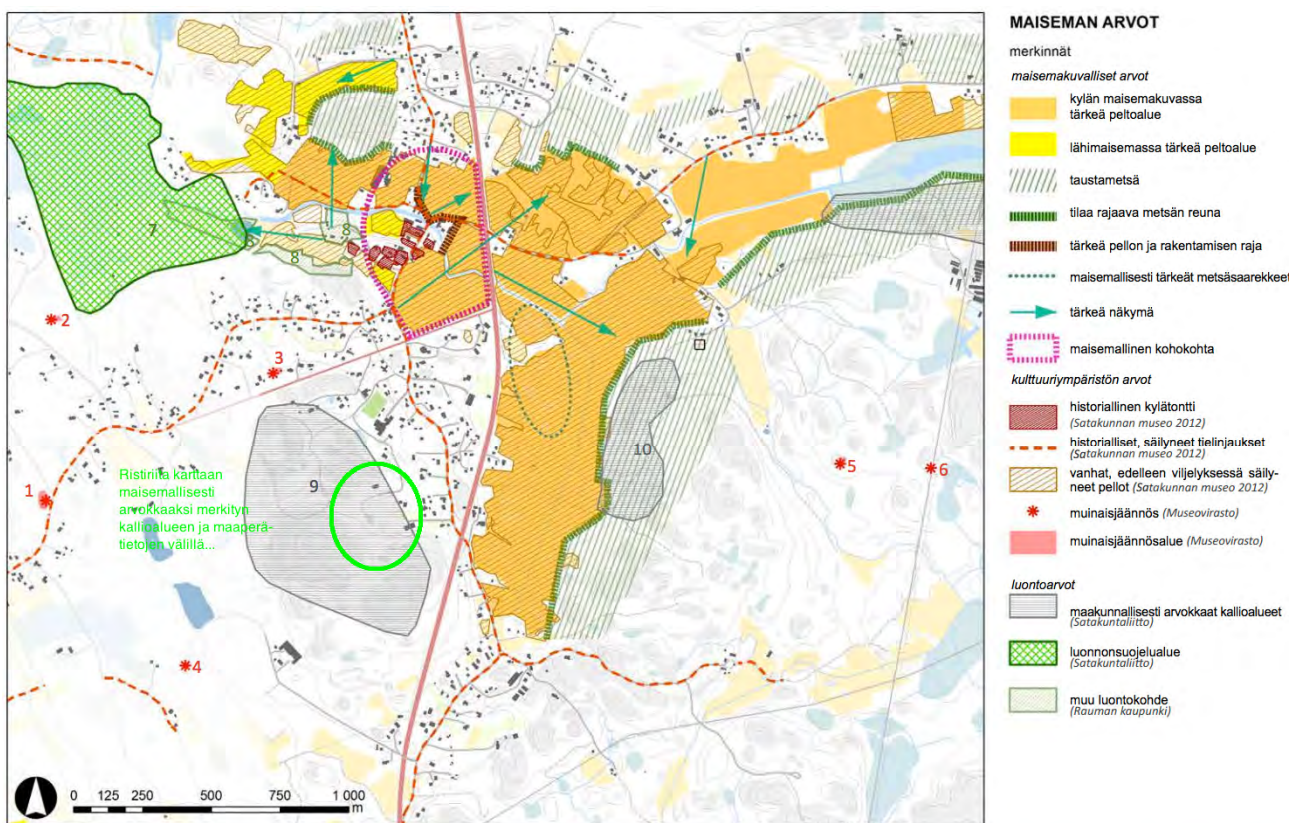 MAISEMAN ARVOT
merkinnät
maisemakuvalliset arvot
kylän maisemakuvassa
tärkeä peltoalue
lähimaisemassa tärkeä peltoalue
taustametsä
tilaa rajaava metsän reuna
tärkeä pellon ja rakentamisen raja
maisemallisesti tärkeät metsäsaarekkeet
tärkeä näkymä
maisemallinen kohokohta
kulttuuriympäristön arvot
historiallinen kylätontti
(Satakunnan museo 2012)
historialliset, säilyneet tielinjaukset
(Satakunnan museo 2012)
vanhat, edelleen viljelyksessä säily-
neet pellot (Satakunnan museo 2012)
muinaisjäännös (Museovirasto)
muinaisjäännösalue (Museovirasto)
luontoarvot
maakunnallisesti arvokkaat kallioalueet
(Satakuntaliitto)
luonnonsuojelualue
(Satakuntaliitto)
muu luontokohde
(Rauman kaupunki)
7
8
8
8
2
3
1
9
10
5
6
4
Ristiriita kantaan
maisemallisesti
arvokkaaksi merkityn
kallioalueen ja maaperä-
tietojen välillä...
0 125 250 500 750 1 000
m